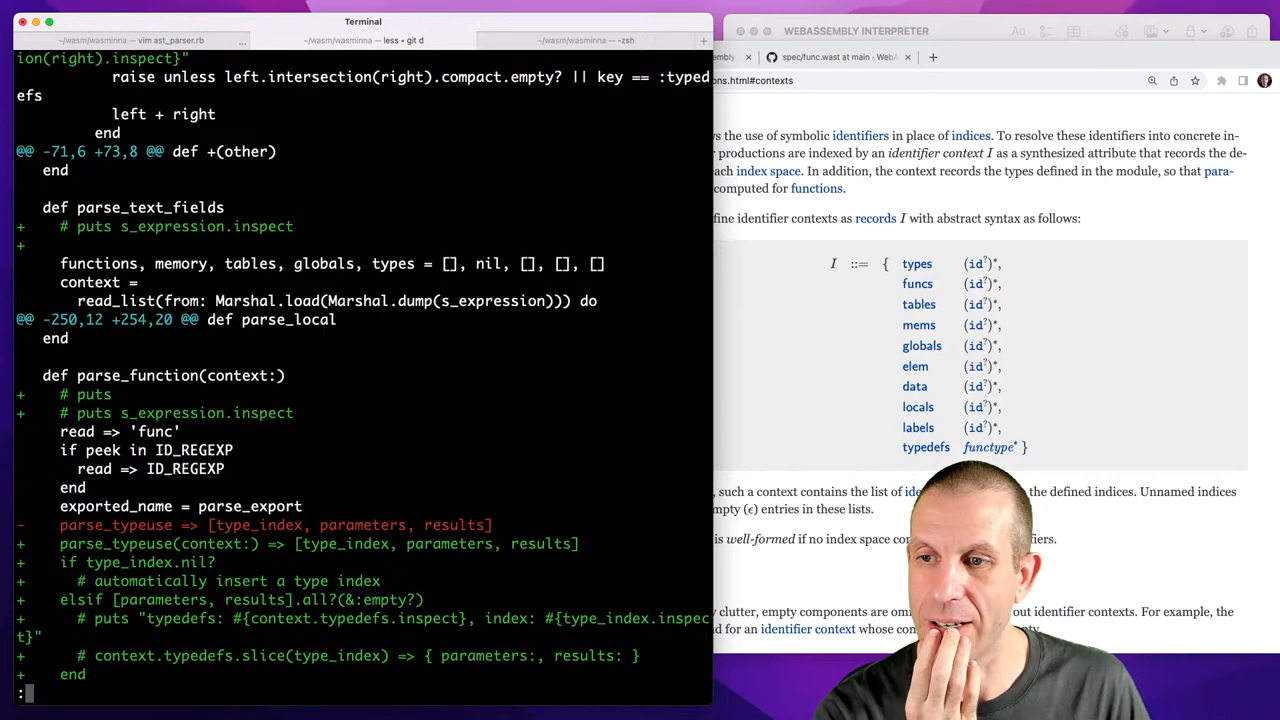 Terminal
~/wasm/wasminna — vim ast_parser.rb
...
~/wasm/wasminna — less • git d
~/wasm/wasminna — -zsh
+
ion(right).inspect}"
raise unless left.intersection(right).compact.empty? || key == :typed
efs
left + right
end
@@ -71,6 +73,8 @@ def +(other)
end
def parse_text_fields
+ # puts s_expression.inspect
+
functions, memory, tables, globals, types = [], nil, [], [], []
context =
read_list(from: Marshal.load(Marshal.dump(s_expression))) do
@@ -250,12 +254,20 @@ def parse_local
end
def parse_function(context:)
+ # puts
+ # puts s_expression.inspect
read => 'func'
if peek in ID_REGEXP
read => ID_REGEXP
end
exported_name = parse_export
- parse_typeuse => [type_index, parameters, results]
+ parse_typeuse(context:) => [type_index, parameters, results]
+ if type_index.nil?
+ # automatically insert a type index
+ elsif [parameters, results].all?(&:empty?)
+ # puts "typedefs: #{context.typedefs.inspect}, index: #{type_index.inspec
t}"
+ # context.typedefs.slice(type_index) => { parameters:, results: }
+ end
:
WEBASSEMBLY INTERPRETER
Aa
embly
×
spec/func.wast at main · WebA
×
+
ons.html#contexts
s the use of symbolic identifiers in place of indices. To resolve these identifiers into concrete in-
r productions are indexed by an identifier context I as a synthesized attribute that records the de-
each index space. In addition, the context records the types defined in the module, so that para-
computed for functions.
fine identifier contexts as records I with abstract syntax as follows:
I ::= { types (id?)*,
funcs (id?)*,
tables (id?)*,
mems (id?)*,
globals (id?)*,
elem (id?)*,
data (id?)*,
locals (id?)*,
labels (id?)*,
typedefs functype* }
, such a context contains the list of
the defined indices. Unnamed indices
mpty (ϵ) entries in these lists.
is well-formed if no index space
y clutter, empty components are
out identifier contexts. For example, the
nd for an identifier context whose